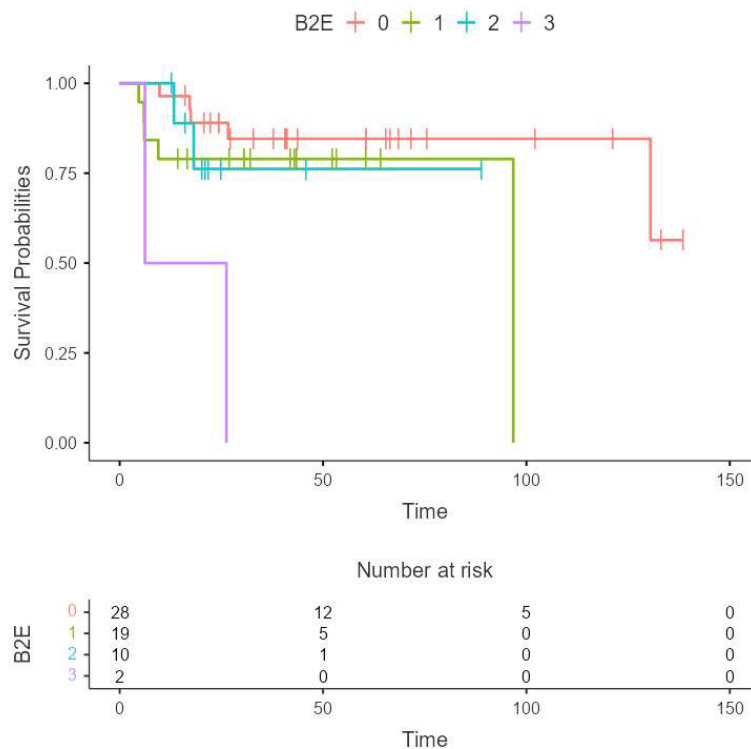 B2E 0 1 2 3
1.00
0.75
0.50
0.25
0.00
Survival Probabilities
0 50 100 150
Time
Number at risk
B2E
0 28 12 5 0
1 19 5 0 0
2 10 1 0 0
3 2 0 0 0
0 50 100 150
Time